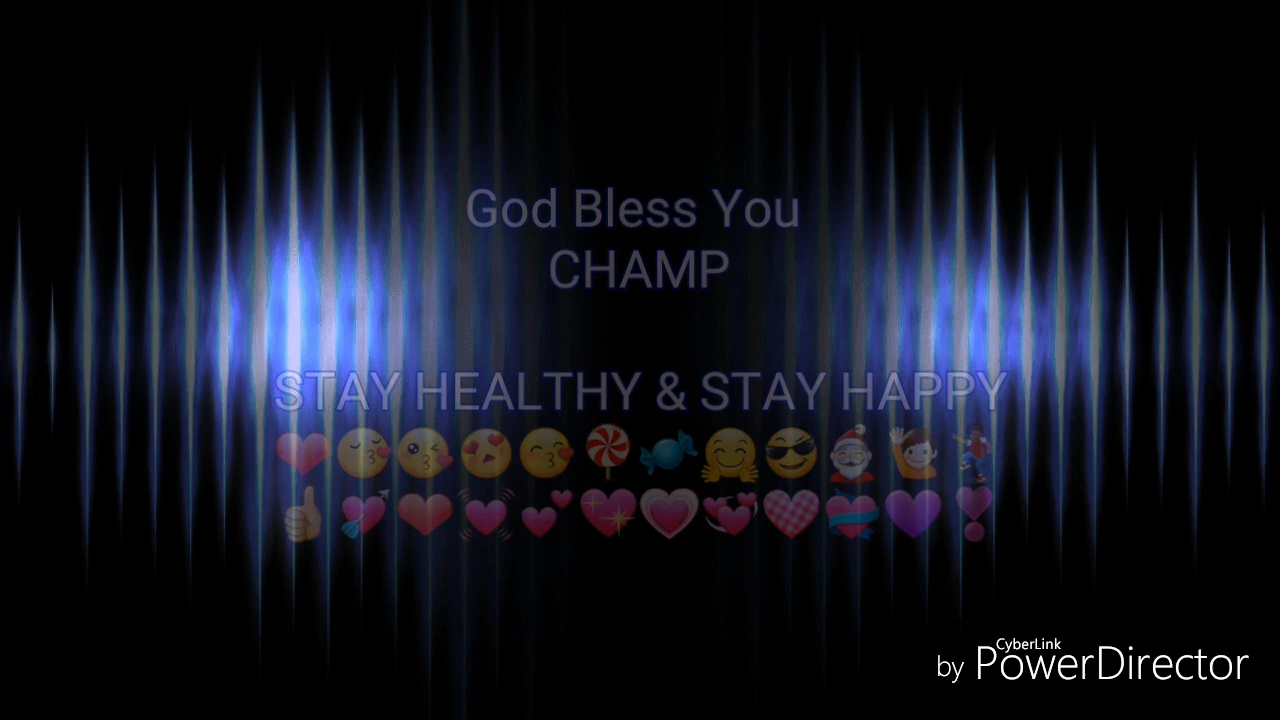 God Bless You
CHAMP
STAY HEALTHY & STAY HAPPY
❤😚😘😍😙🍭🍬🤗😎🎅🙋‍♂️
👍💘❤💓💕💖💗💞💝💜❣
by CyberLink PowerDirector